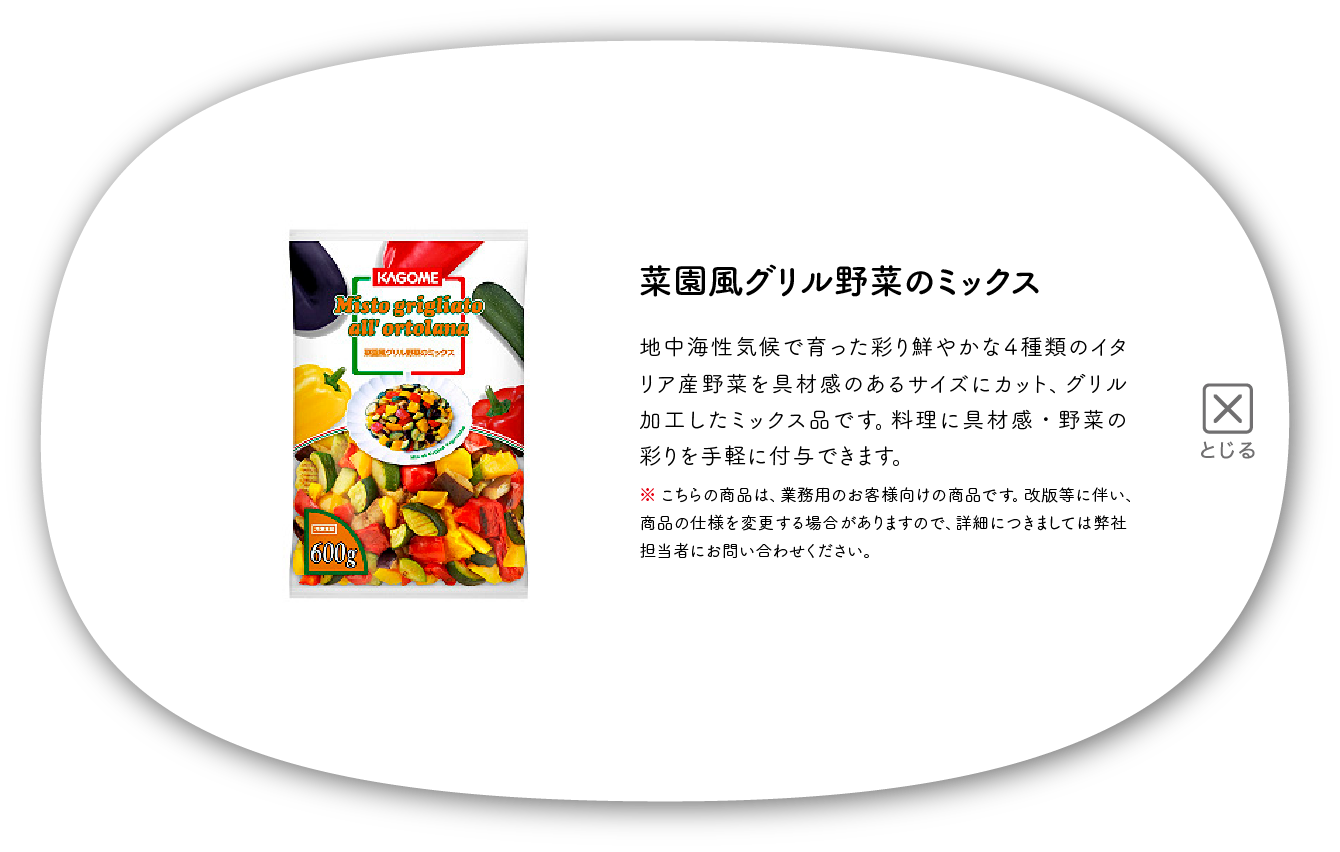 KAGOME
Misto grigliato
all'ortolana
菜園風グリル野菜のミックス
600g
菜園風グリル野菜のミックス
地中海性気候で育った彩り鮮やかな4種類のイタ
リア産野菜を具材感のあるサイズにカット、グリル
加工したミックス品です。料理に具材感・野菜の
彩りを手軽に付与できます。
※ こちらの商品は、業務用のお客様向けの商品です。改版等に伴い、
商品の仕様を変更する場合がありますので、詳細につきましては弊社
担当者にお問い合わせください。
とじる